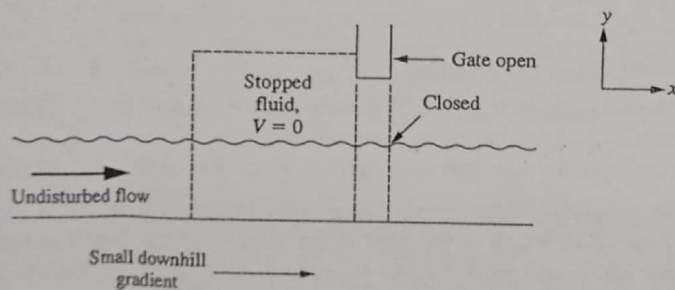 y
Gate open
x
Stopped
fluid,
V = 0
Closed
Undisturbed flow
Small downhill
gradient